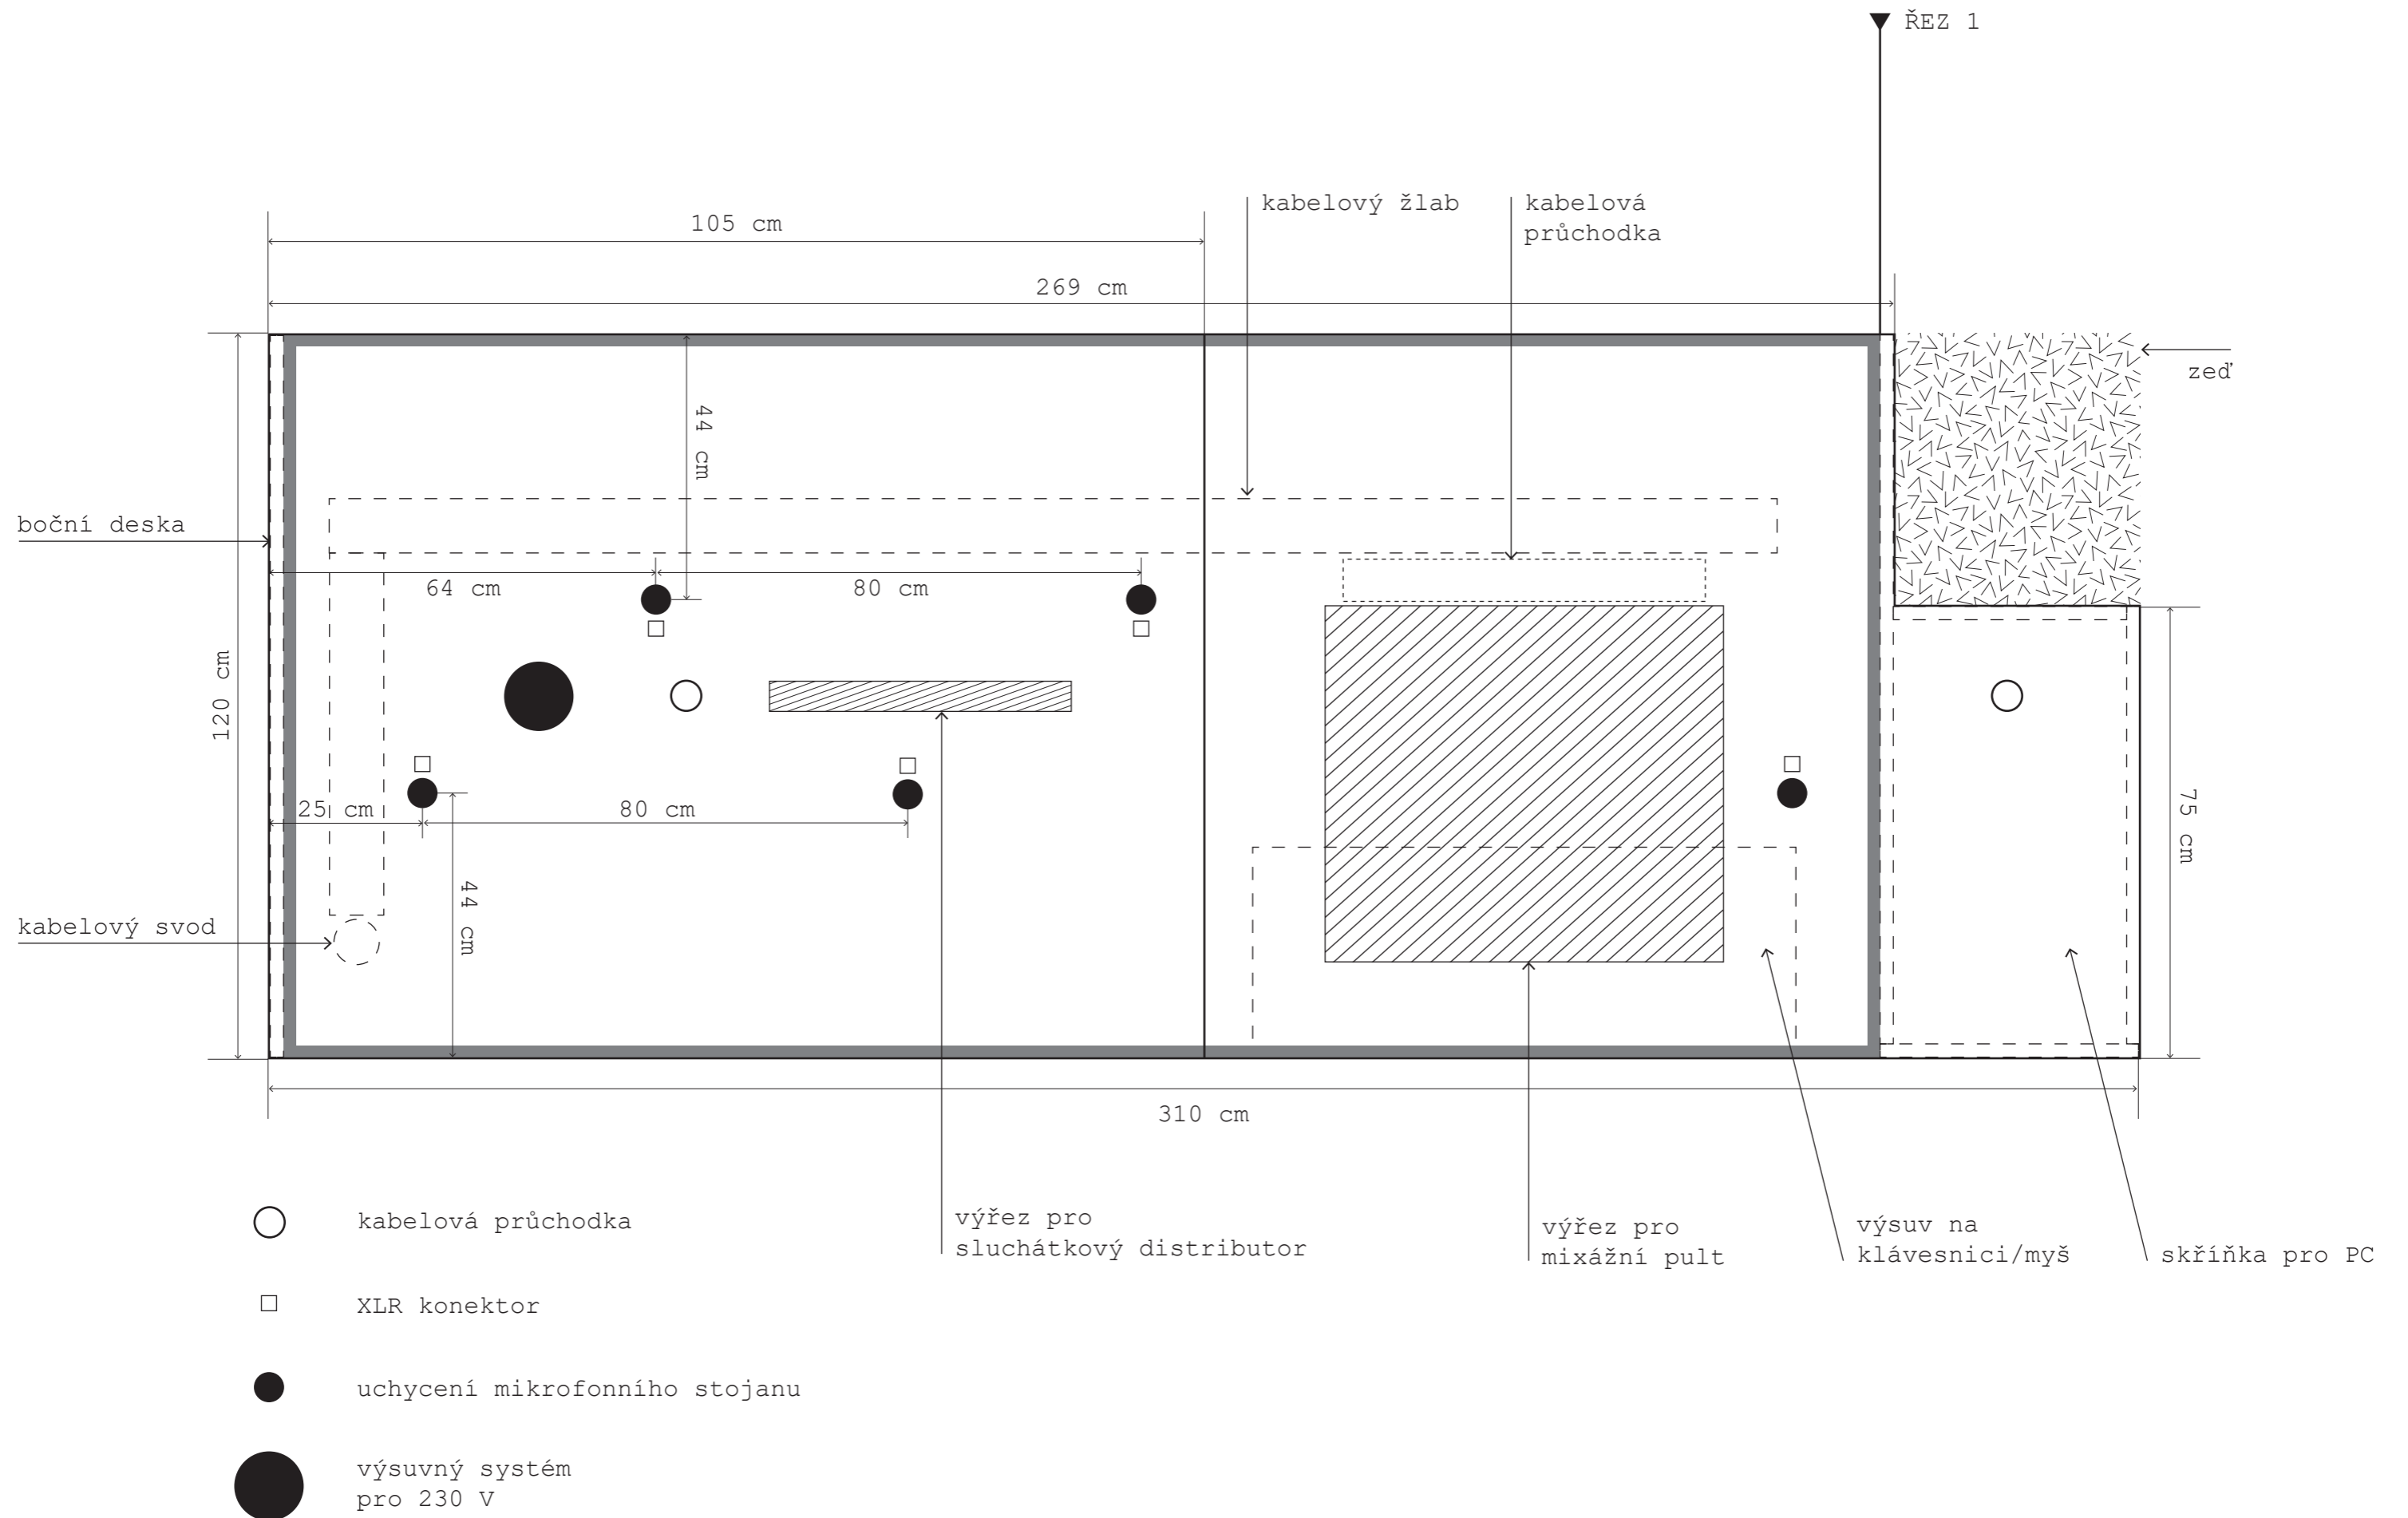 ŘEZ 1
kabelový žlab
kabelová
průchodka
105 cm
269 cm
zeď
44 cm
boční deska
64 cm
80 cm
120 cm
25 cm
80 cm
75 cm
44 cm
kabelový svod
310 cm
kabelová průchodka
výřez pro
sluchátkový distributor
výřez pro
mixážní pult
výsuv na
klávesnici/myš
skříňka pro PC
XLR konektor
uchycení mikrofonního stojanu
výsuvný systém
pro 230 V